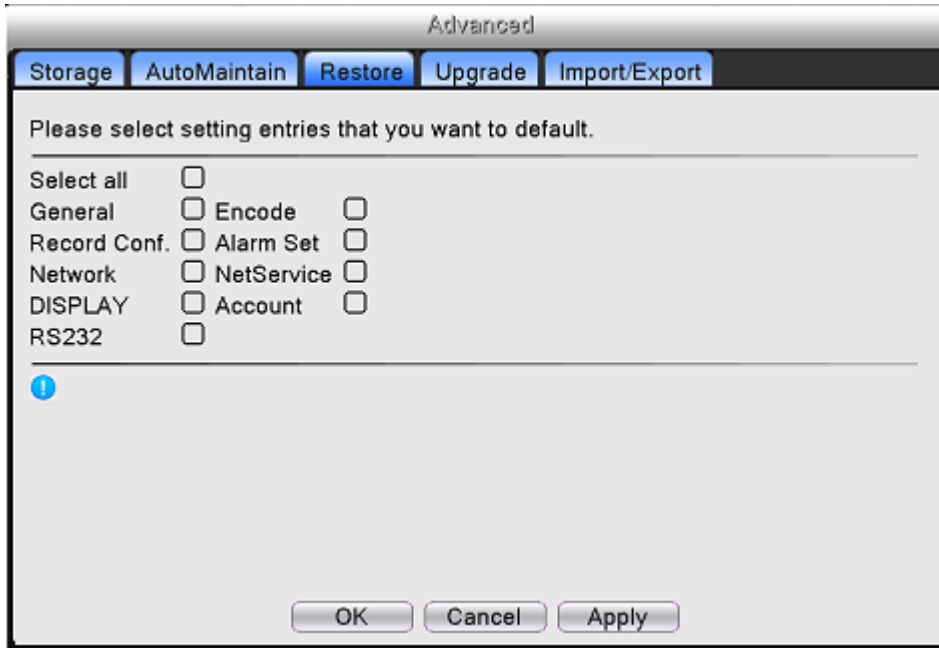 Advanced
Storage AutoMaintain Restore Upgrade Import/Export
Please select setting entries that you want to default.
Select all
General Encode
Record Conf. Alarm Set
Network NetService
DISPLAY Account
RS232
OK Cancel Apply